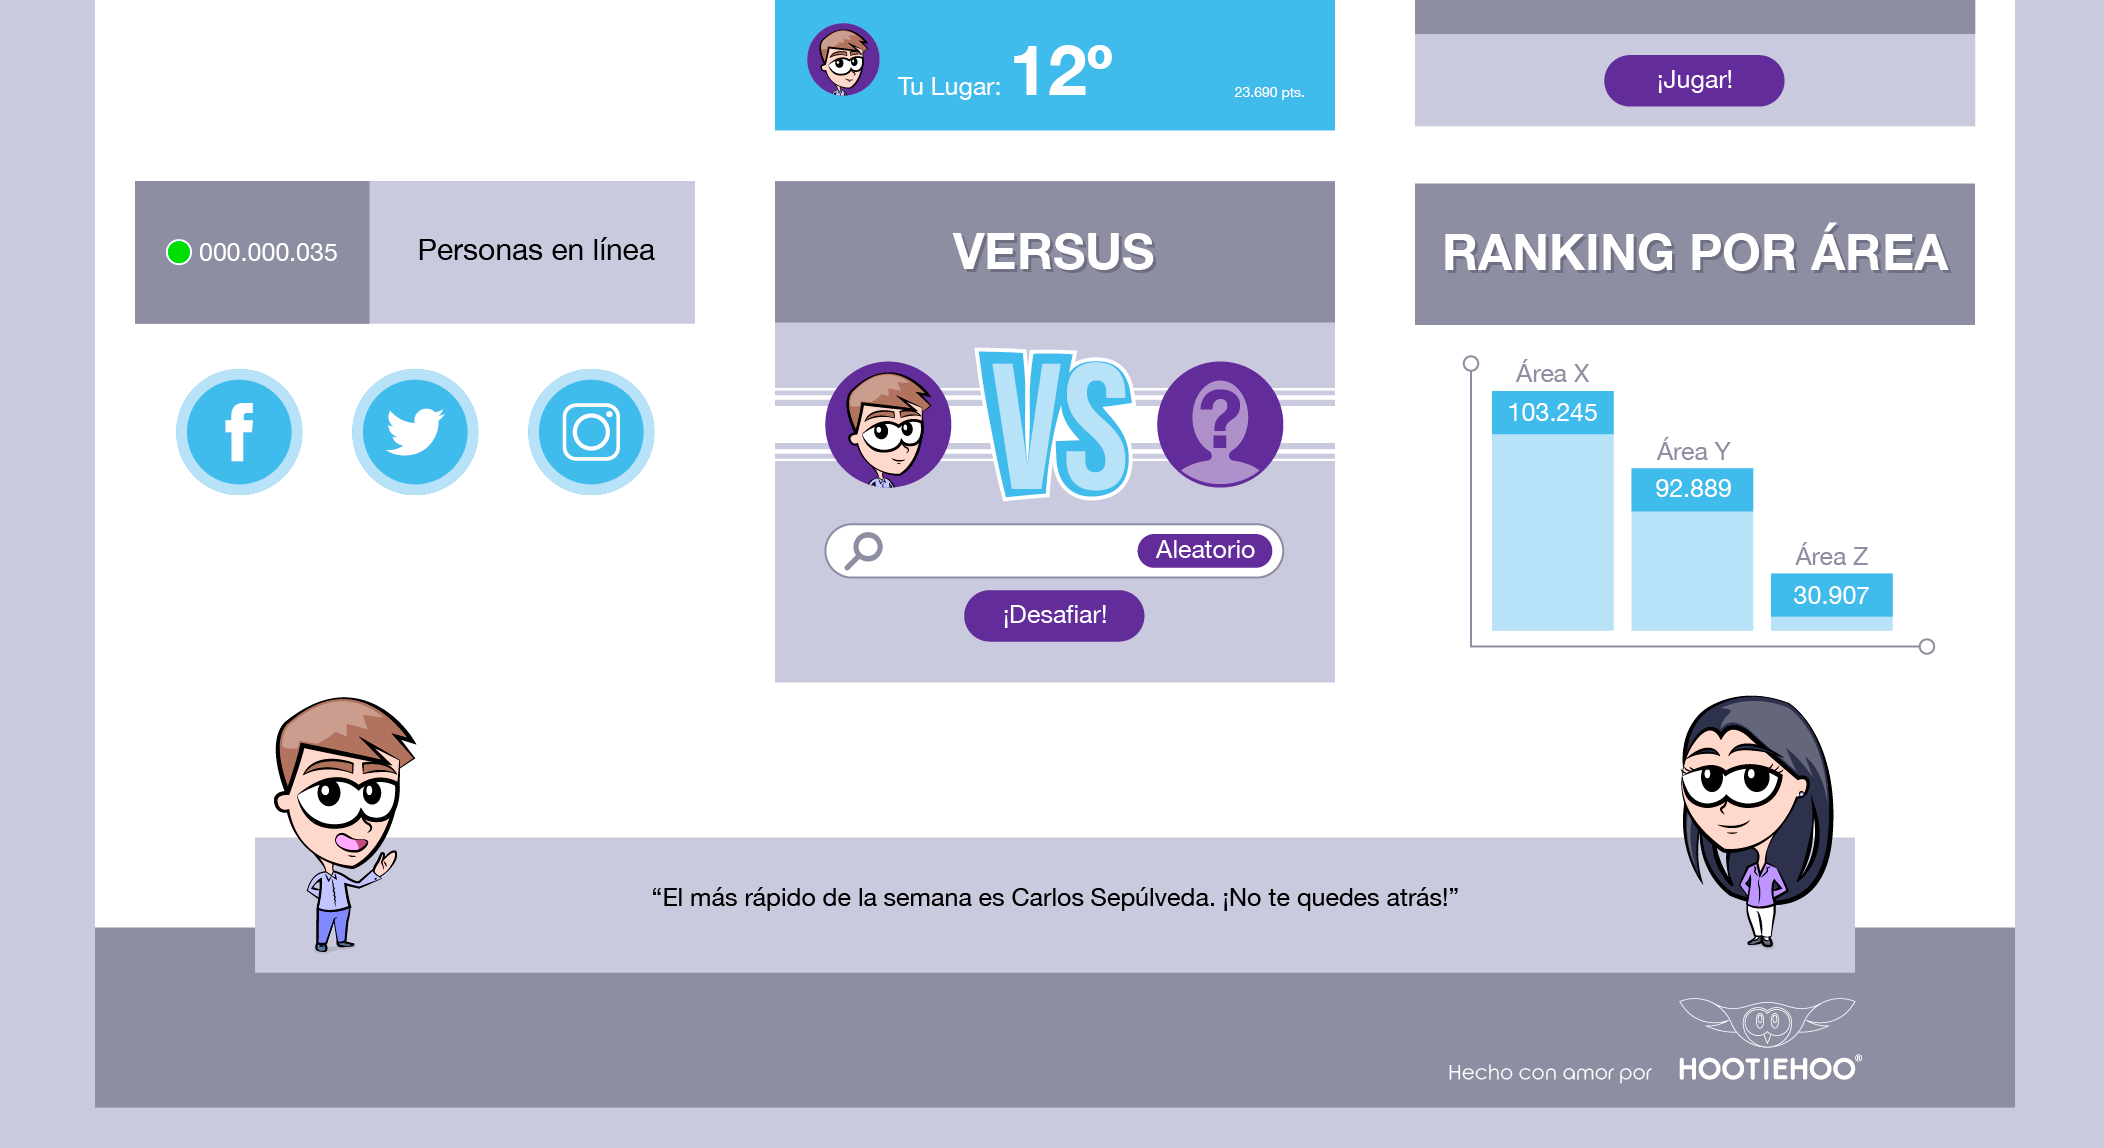 Tu Lugar: 12º
23.690 pts.
¡Jugar!
000.000.035
Personas en línea
VERSUS
VS
?
Aleatorio
¡Desafiar!
RANKING POR ÁREA
Área X
103.245
Área Y
92.889
Área Z
30.907
“El más rápido de la semana es Carlos Sepúlveda. ¡No te quedes atrás!”
Hecho con amor por
HOOTIEHOO®